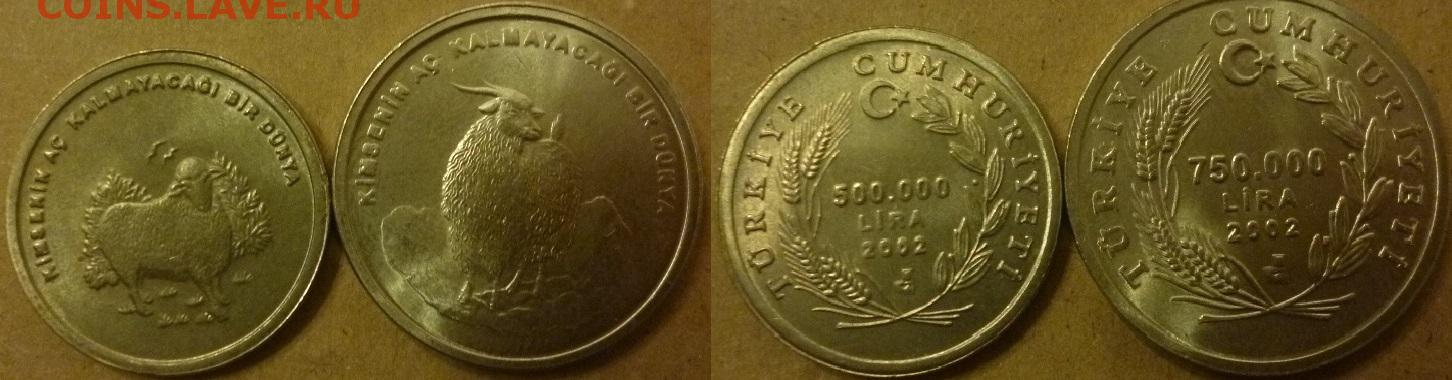 COINS.LAVE.RU
KİMSENİN AÇ KALMAYACAĞI BİR DÜNYA
KİMSENİN AÇ KALMAYACAĞI BİR DÜNYA
TÜRKİYE CUMHURİYETİ
500.000
LİRA
2002
TÜRKİYE CUMHURİYETİ
750.000
LİRA
2002